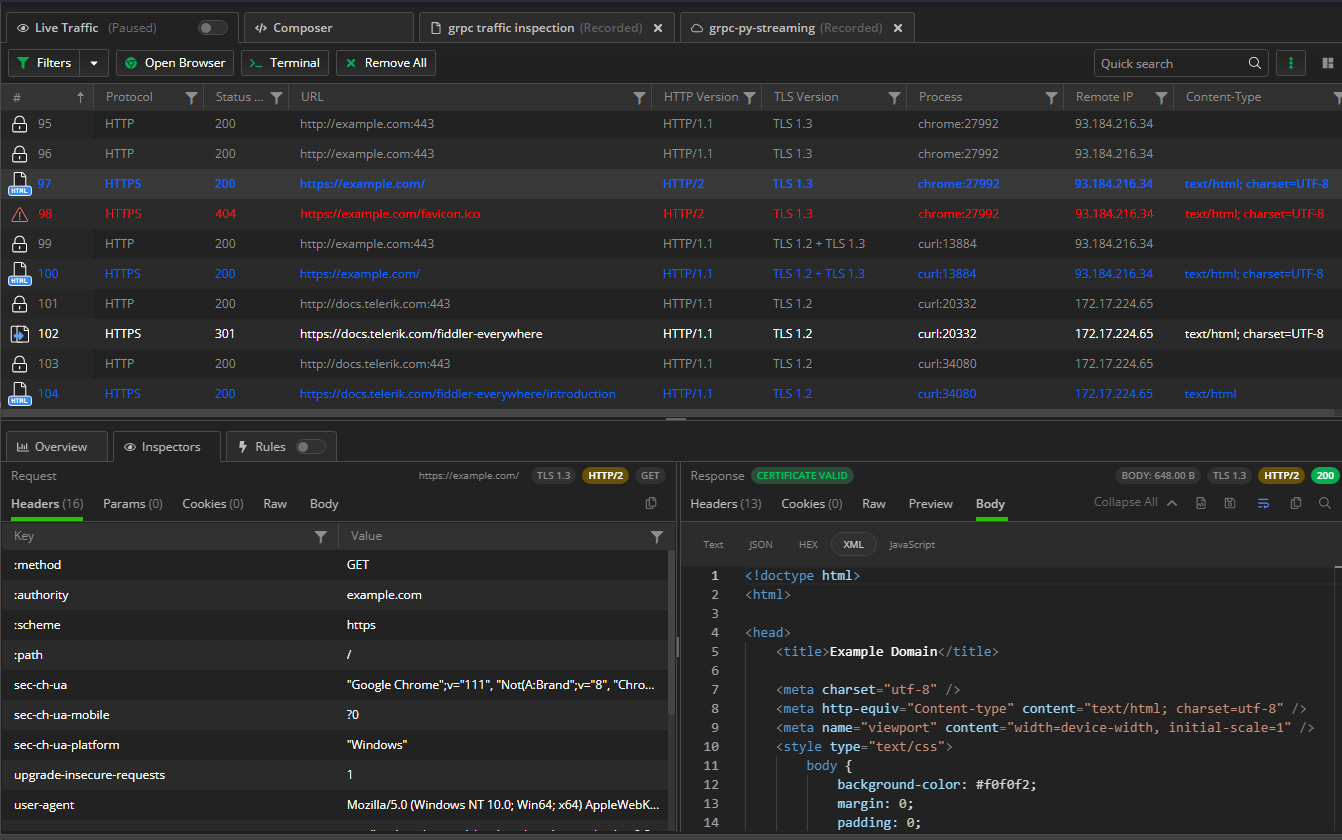 Live Traffic (Paused) </> Composer grpc traffic inspection (Recorded) × grpc-py-streaming (Recorded) ×
Filters Open Browser >_ Terminal × Remove All Quick search
# ↑ Protocol Status ... URL HTTP Version TLS Version Process Remote IP Content-Type
95 HTTP 200 http://example.com:443 HTTP/1.1 TLS 1.3 chrome:27992 93.184.216.34
96 HTTP 200 http://example.com:443 HTTP/1.1 TLS 1.3 chrome:27992 93.184.216.34
HTML 97 HTTPS 200 https://example.com/ HTTP/2 TLS 1.3 chrome:27992 93.184.216.34 text/html; charset=UTF-8
98 HTTPS 404 https://example.com/favicon.ico HTTP/2 TLS 1.3 chrome:27992 93.184.216.34 text/html; charset=UTF-8
99 HTTP 200 http://example.com:443 HTTP/1.1 TLS 1.2 + TLS 1.3 curl:13884 93.184.216.34
HTML 100 HTTPS 200 https://example.com/ HTTP/1.1 TLS 1.2 + TLS 1.3 curl:13884 93.184.216.34 text/html; charset=UTF-8
101 HTTP 200 http://docs.telerik.com:443 HTTP/1.1 TLS 1.2 curl:20332 172.17.224.65
102 HTTPS 301 https://docs.telerik.com/fiddler-everywhere HTTP/1.1 TLS 1.2 curl:20332 172.17.224.65 text/html; charset=UTF-8
103 HTTP 200 http://docs.telerik.com:443 HTTP/1.1 TLS 1.2 curl:34080 172.17.224.65
HTML 104 HTTPS 200 https://docs.telerik.com/fiddler-everywhere/introduction HTTP/1.1 TLS 1.2 curl:34080 172.17.224.65 text/html
Overview Inspectors Rules
Request https://example.com/ TLS 1.3 HTTP/2 GET
Headers (16) Params (0) Cookies (0) Raw Body
Key Value
:method GET
:authority example.com
:scheme https
:path /
sec-ch-ua "Google Chrome";v="111", "Not(A:Brand";v="8", "Chro...
sec-ch-ua-mobile ?0
sec-ch-ua-platform "Windows"
upgrade-insecure-requests 1
user-agent Mozilla/5.0 (Windows NT 10.0; Win64; x64) AppleWebK...
Response CERTIFICATE VALID BODY: 648.00 B TLS 1.3 HTTP/2 200
Headers (13) Cookies (0) Raw Preview Body Collapse All
Text JSON HEX XML JavaScript
1 <!doctype html>
2 <html>
3
4 <head>
5 <title>Example Domain</title>
6
7 <meta charset="utf-8" />
8 <meta http-equiv="Content-type" content="text/html; charset=utf-8" />
9 <meta name="viewport" content="width=device-width, initial-scale=1" />
10 <style type="text/css">
11 body {
12 background-color: #f0f0f2;
13 margin: 0;
14 padding: 0;